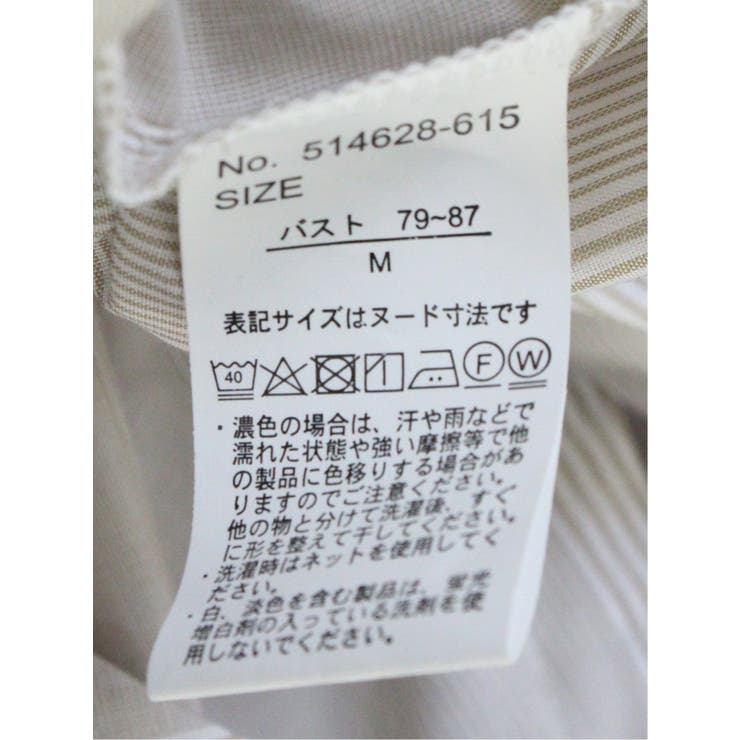 No. 514628-615
SIZE
バスト 79~87
M
表記サイズはヌード寸法です
40 F W
・濃色の場合は、汗や雨などで
濡れた状態や強い摩擦等で他
の製品に色移りする場合があ
りますのでご注意ください。
他の物と分けて洗濯後、すぐ
に形を整えて干してください。
・洗濯時はネットを使用してく
ださい。
・白、淡色を含む製品は、蛍光
増白剤の入っている洗剤を使
用しないでください。